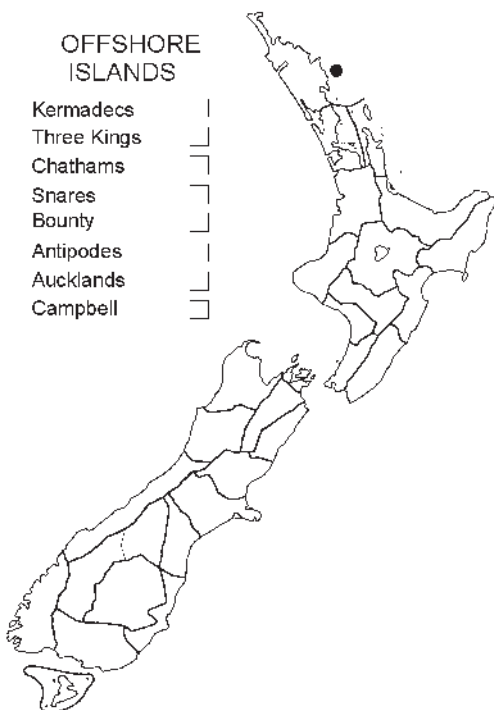 OFFSHORE
ISLANDS
Kermadecs
Three Kings
Chathams
Snares
Bounty
Antipodes
Aucklands
Campbell